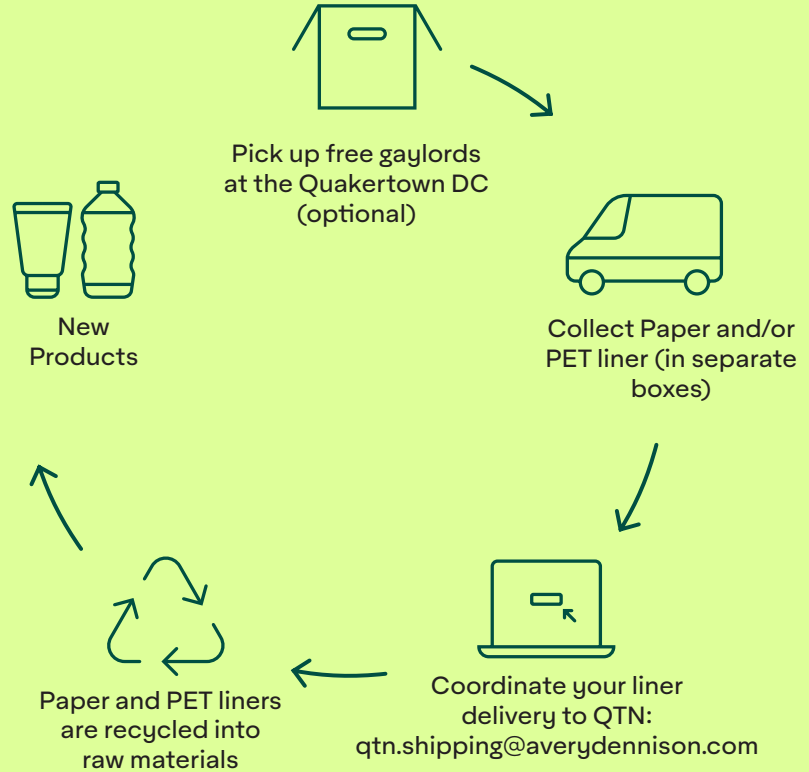 Pick up free gaylords
at the Quakertown DC
(optional)
Collect Paper and/or
PET liner (in separate
boxes)
Coordinate your liner
delivery to QTN:
qtn.shipping@averydennison.com
Paper and PET liners
are recycled into
raw materials
New
Products